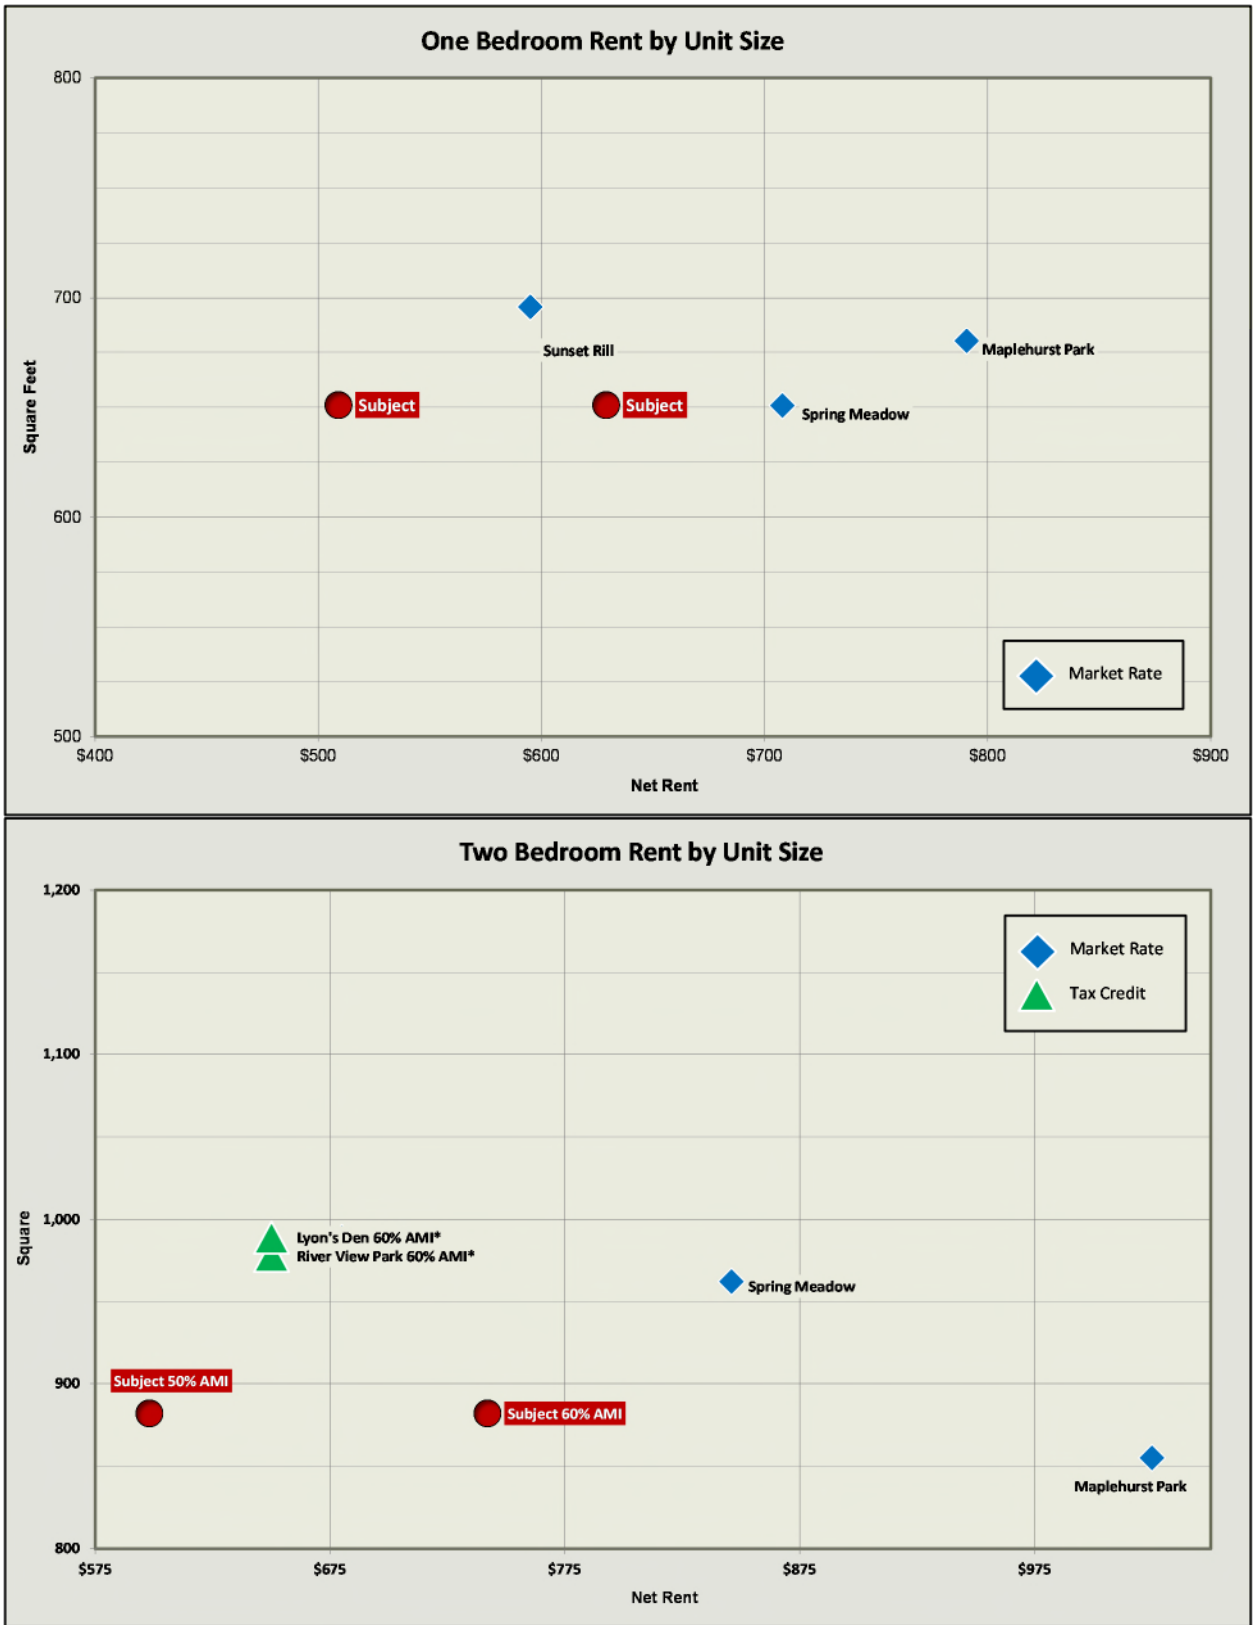 One Bedroom Rent by Unit Size
800
700
Sunset Rill
Maplehurst Park
Subject
Subject
Spring Meadow
Square Feet
600
Market Rate
500
$400
$500
$600
$700
$800
$900
Net Rent
Two Bedroom Rent by Unit Size
1,200
Market Rate
Tax Credit
1,100
1,000
Square
Lyon's Den 60% AMI*
River View Park 60% AMI*
Spring Meadow
Subject 50% AMI
900
Subject 60% AMI
Maplehurst Park
800
$575
$675
$775
$875
$975
Net Rent